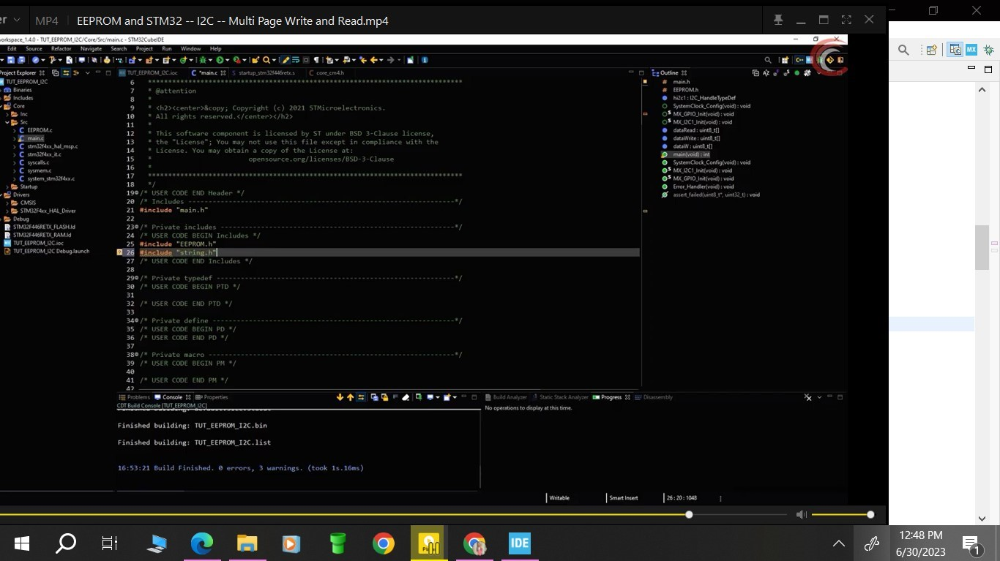 er MP4 EEPROM and STM32 -- I2C -- Multi Page Write and Read.mp4
workspace_1.4.0 - TUT_EEPROM_I2C/Core/Src/main.c - STM32CubeIDE
Edit Source Refactor Navigate Search Project Run Window Help
Project Explorer
TUT_EEPROM_I2C
Binaries
Includes
Core
Inc
Src
EEPROM.c
main.c
stm32f4xx_hal_msp.c
stm32f4xx_it.c
syscalls.c
sysmem.c
system_stm32f4xx.c
Startup
Drivers
CMSIS
STM32F4xx_HAL_Driver
Debug
STM32F446RETX_FLASH.ld
STM32F446RETX_RAM.ld
TUT_EEPROM_I2C.ioc
TUT_EEPROM_I2C Debug.launch
TUT_EEPROM_I2C.ioc *main.c startup_stm32f446retx.s core_cm4.h
6 ******************************************************************************
7 * @attention
8 *
9 * <h2><center>&copy; Copyright (c) 2021 STMicroelectronics.
10 * All rights reserved.</center></h2>
11 *
12 * This software component is licensed by ST under BSD 3-Clause license,
13 * the "License"; You may not use this file except in compliance with the
14 * License. You may obtain a copy of the License at:
15 * opensource.org/licenses/BSD-3-Clause
16 *
17 ******************************************************************************
18 */
19 /* USER CODE END Header */
20 /* Includes ------------------------------------------------------------------*/
21 #include "main.h"
22
23 /* Private includes ----------------------------------------------------------*/
24 /* USER CODE BEGIN Includes */
25 #include "EEPROM.h"
26 #include "string.h"
27 /* USER CODE END Includes */
28
29 /* Private typedef -----------------------------------------------------------*/
30 /* USER CODE BEGIN PTD */
31
32 /* USER CODE END PTD */
33
34 /* Private define ------------------------------------------------------------*/
35 /* USER CODE BEGIN PD */
36 /* USER CODE END PD */
37
38 /* Private macro -------------------------------------------------------------*/
39 /* USER CODE BEGIN PM */
40
41 /* USER CODE END PM */
42
Outline
main.h
EEPROM.h
hi2c1 : I2C_HandleTypeDef
SystemClock_Config(void) : void
MX_GPIO_Init(void) : void
MX_I2C1_Init(void) : void
dataRead : uint8_t[]
dataWrite : uint8_t[]
dataW : uint8_t[]
main(void) : int
SystemClock_Config(void) : void
MX_I2C1_Init(void) : void
MX_GPIO_Init(void) : void
Error_Handler(void) : void
assert_failed(uint8_t*, uint32_t) : void
Problems Console Properties
CDT Build Console [TUT_EEPROM_I2C]
Finished building: TUT_EEPROM_I2C.bin
Finished building: TUT_EEPROM_I2C.list
16:53:21 Build Finished. 0 errors, 3 warnings. (took 1s.16ms)
Build Analyzer Static Stack Analyzer Progress Disassembly
No operations to display at this time.
Writable Smart Insert 26 : 20 : 1048
MX
IDE
12:48 PM
6/30/2023
1